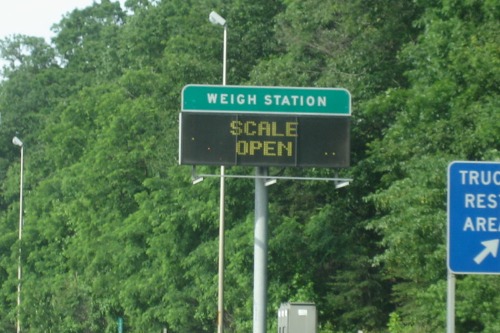 WEIGH STATION
SCALE
OPEN
TRUC
REST
AREA